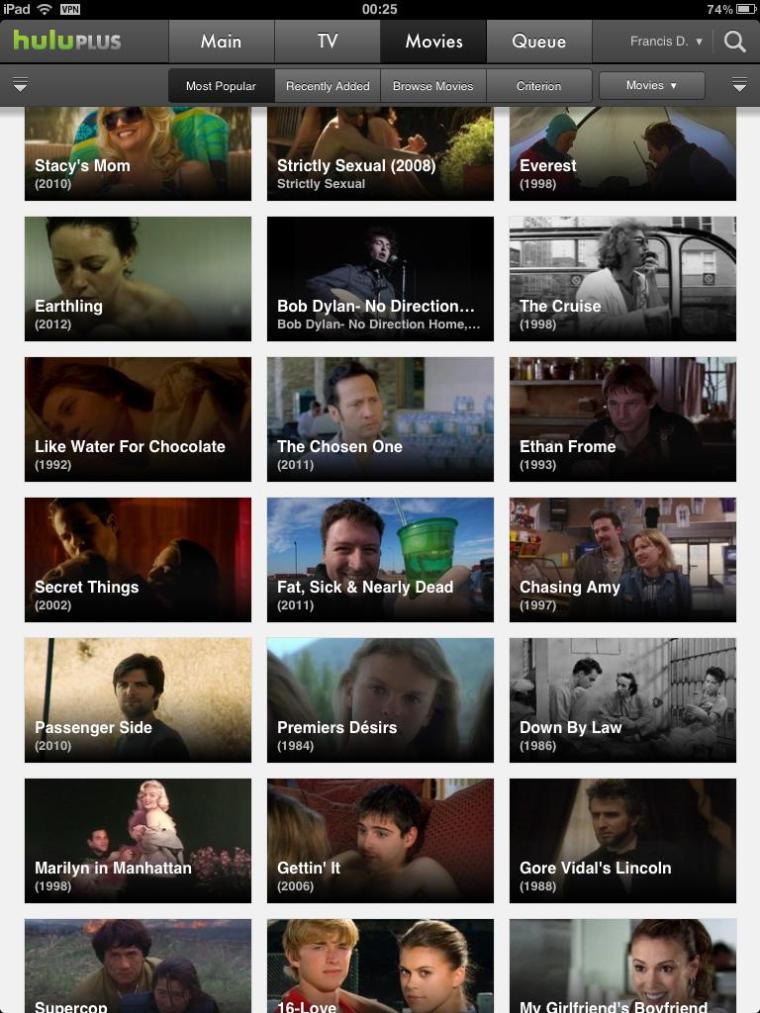 iPad VPN 00:25 74%
huluPLUS Main TV Movies Queue Francis D.
Most Popular Recently Added Browse Movies Criterion Movies
Stacy's Mom
(2010)
Strictly Sexual (2008)
Strictly Sexual
Everest
(1998)
Earthling
(2012)
Bob Dylan- No Direction...
Bob Dylan- No Direction Home,...
The Cruise
(1998)
Like Water For Chocolate
(1992)
The Chosen One
(2011)
Ethan Frome
(1993)
Secret Things
(2002)
Fat, Sick & Nearly Dead
(2011)
Chasing Amy
(1997)
Passenger Side
(2010)
Premiers Désirs
(1984)
Down By Law
(1986)
Marilyn in Manhattan
(1998)
Gettin' It
(2006)
Gore Vidal's Lincoln
(1988)
Supercop
16-Love
My Girlfriend's Boyfriend